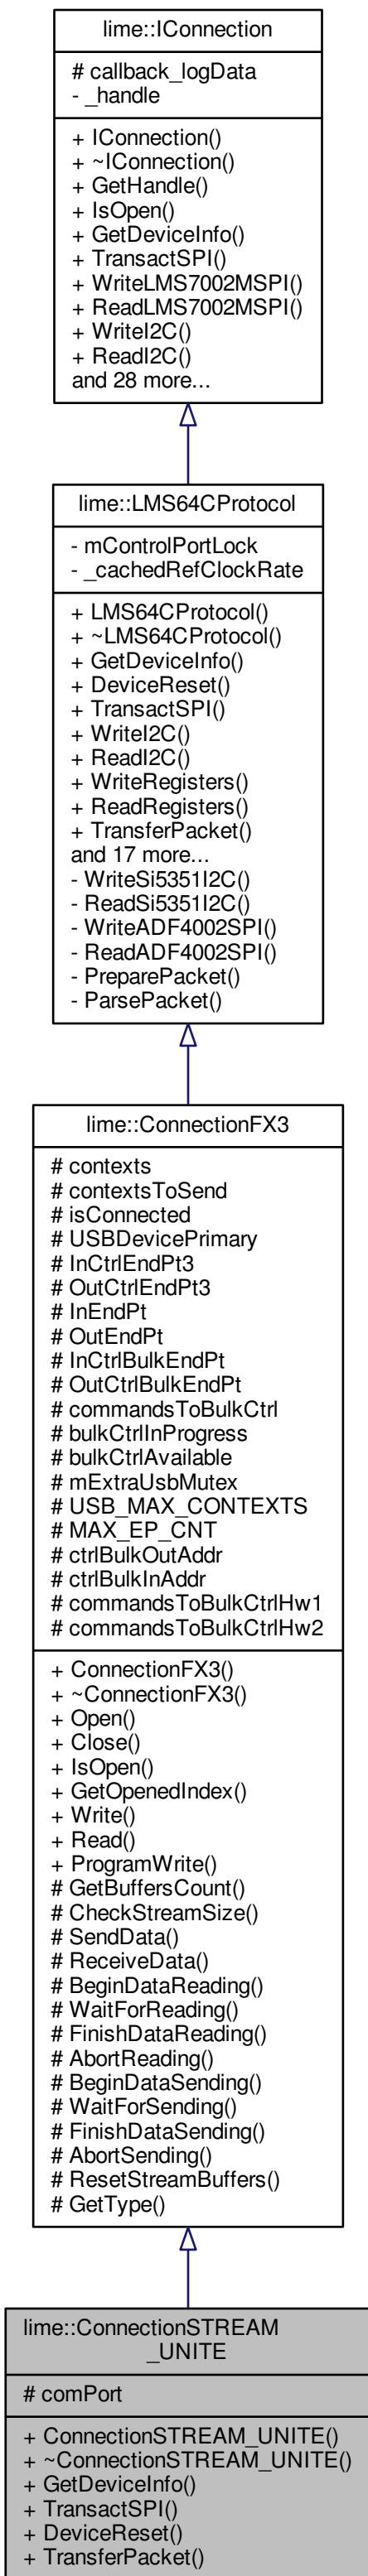 lime::IConnection
# callback_logData
- _handle
+ IConnection()
+ ~IConnection()
+ GetHandle()
+ IsOpen()
+ GetDeviceInfo()
+ TransactSPI()
+ WriteLMS7002MSPI()
+ ReadLMS7002MSPI()
+ WriteI2C()
+ ReadI2C()
and 28 more...
lime::LMS64CProtocol
- mControlPortLock
- _cachedRefClockRate
+ LMS64CProtocol()
+ ~LMS64CProtocol()
+ GetDeviceInfo()
+ DeviceReset()
+ TransactSPI()
+ WriteI2C()
+ ReadI2C()
+ WriteRegisters()
+ ReadRegisters()
+ TransferPacket()
and 17 more...
- WriteSi5351I2C()
- ReadSi5351I2C()
- WriteADF4002SPI()
- ReadADF4002SPI()
- PreparePacket()
- ParsePacket()
lime::ConnectionFX3
# contexts
# contextsToSend
# isConnected
# USBDevicePrimary
# InCtrlEndPt3
# OutCtrlEndPt3
# InEndPt
# OutEndPt
# InCtrlBulkEndPt
# OutCtrlBulkEndPt
# commandsToBulkCtrl
# bulkCtrlInProgress
# bulkCtrlAvailable
# mExtraUsbMutex
# USB_MAX_CONTEXTS
# MAX_EP_CNT
# ctrlBulkOutAddr
# ctrlBulkInAddr
# commandsToBulkCtrlHw1
# commandsToBulkCtrlHw2
+ ConnectionFX3()
+ ~ConnectionFX3()
+ Open()
+ Close()
+ IsOpen()
+ GetOpenedIndex()
+ Write()
+ Read()
+ ProgramWrite()
# GetBuffersCount()
# CheckStreamSize()
# SendData()
# ReceiveData()
# BeginDataReading()
# WaitForReading()
# FinishDataReading()
# AbortReading()
# BeginDataSending()
# WaitForSending()
# FinishDataSending()
# AbortSending()
# ResetStreamBuffers()
# GetType()
lime::ConnectionSTREAM
_UNITE
# comPort
+ ConnectionSTREAM_UNITE()
+ ~ConnectionSTREAM_UNITE()
+ GetDeviceInfo()
+ TransactSPI()
+ DeviceReset()
+ TransferPacket()